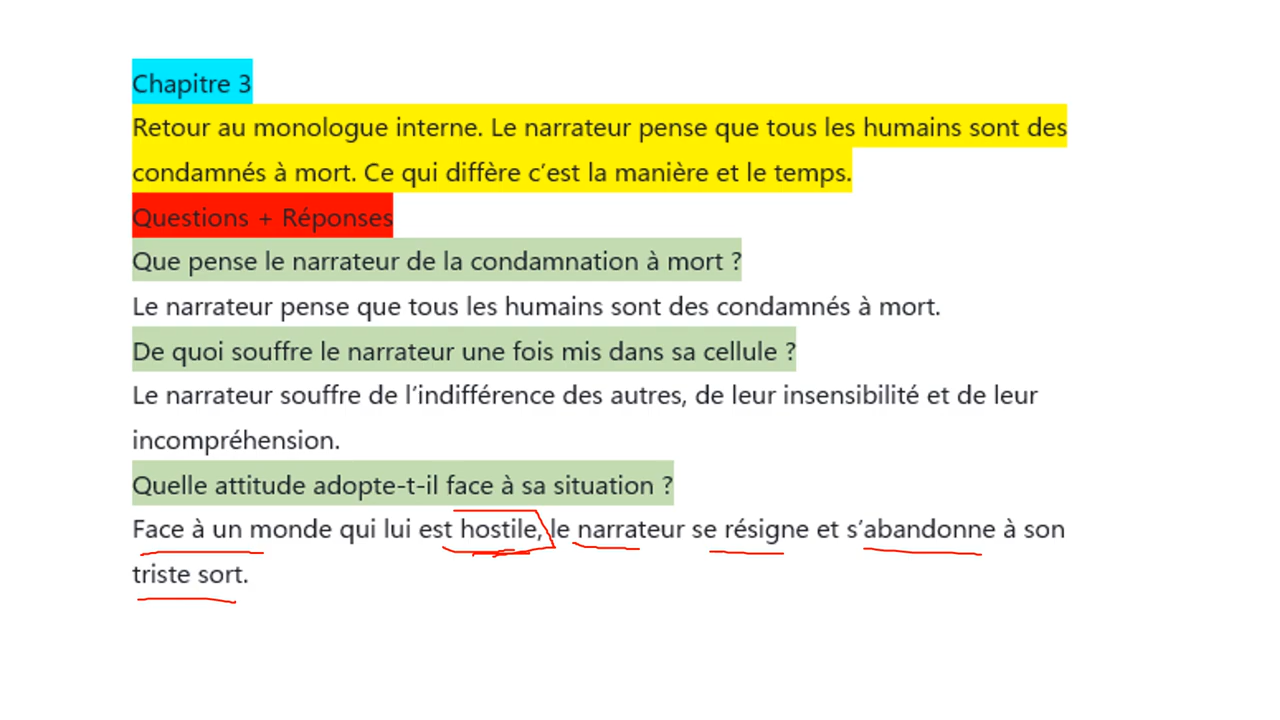 Chapitre 3
Retour au monologue interne. Le narrateur pense que tous les humains sont des
condamnés à mort. Ce qui diffère c’est la manière et le temps.
Questions + Réponses
Que pense le narrateur de la condamnation à mort ?
Le narrateur pense que tous les humains sont des condamnés à mort.
De quoi souffre le narrateur une fois mis dans sa cellule ?
Le narrateur souffre de l’indifférence des autres, de leur insensibilité et de leur
incompréhension.
Quelle attitude adopte-t-il face à sa situation ?
Face à un monde qui lui est hostile, le narrateur se résigne et s’abandonne à son
triste sort.